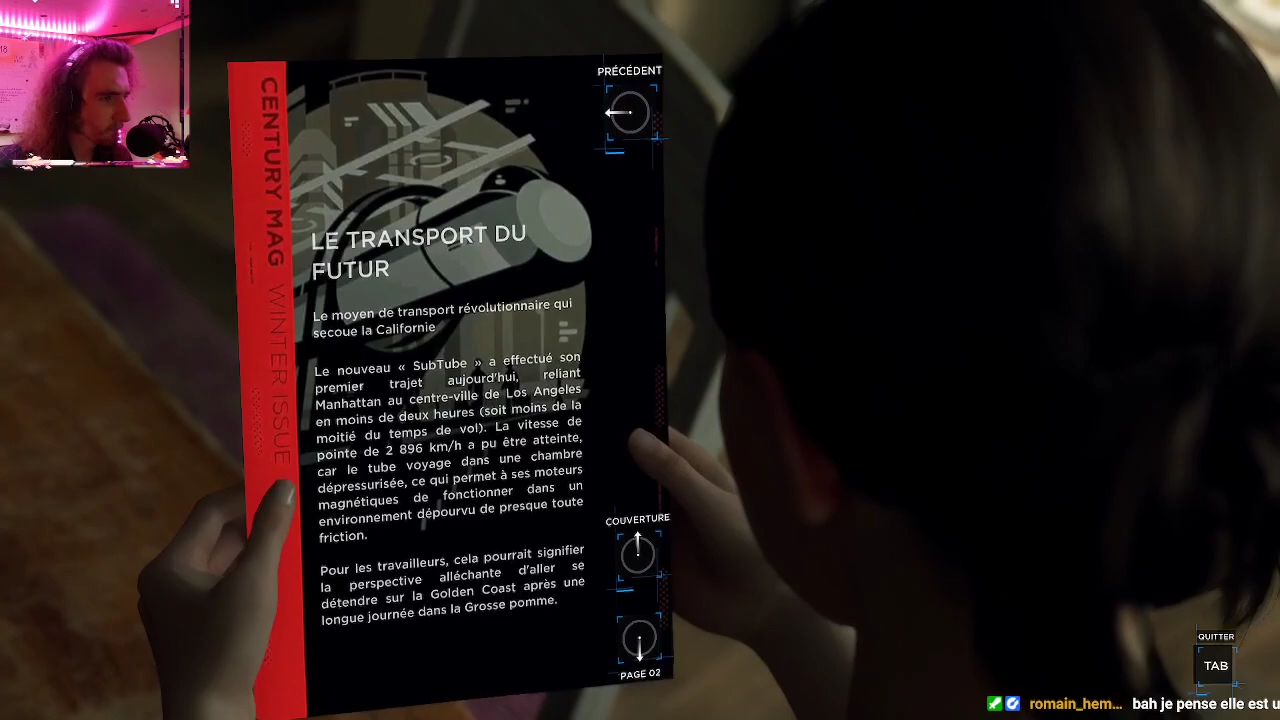 18
CENTURY MAG WINTER ISSUE
PRÉCÉDENT
LE TRANSPORT DU
FUTUR
Le moyen de transport révolutionnaire qui
secoue la Californie
Le nouveau « SubTube » a effectué son
premier trajet aujourd'hui, reliant
Manhattan au centre-ville de Los Angeles
en moins de deux heures (soit moins de la
moitié du temps de vol). La vitesse de
pointe de 2 896 km/h a pu être atteinte,
car le tube voyage dans une chambre
dépressurisée, ce qui permet à ses moteurs
magnétiques de fonctionner dans un
environnement dépourvu de presque toute
friction.
Pour les travailleurs, cela pourrait signifier
la perspective alléchante d'aller se
détendre sur la Golden Coast après une
longue journée dans la Grosse pomme.
COUVERTURE
PAGE 02
QUITTER
TAB
romain_hem... bah je pense elle est u